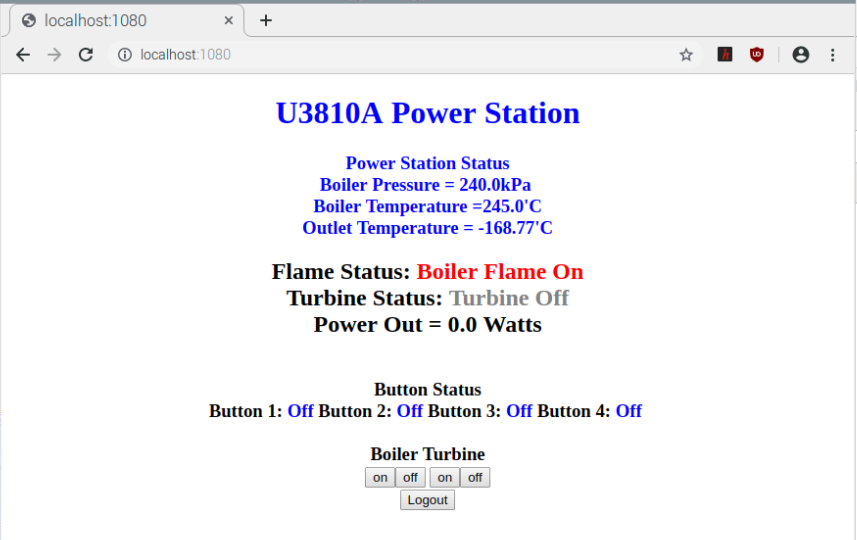 localhost:1080
localhost:1080
U3810A Power Station
Power Station Status
Boiler Pressure = 240.0kPa
Boiler Temperature =245.0'C
Outlet Temperature = -168.77'C
Flame Status: Boiler Flame On
Turbine Status: Turbine Off
Power Out = 0.0 Watts
Button Status
Button 1: Off Button 2: Off Button 3: Off Button 4: Off
Boiler Turbine
on off on off
Logout